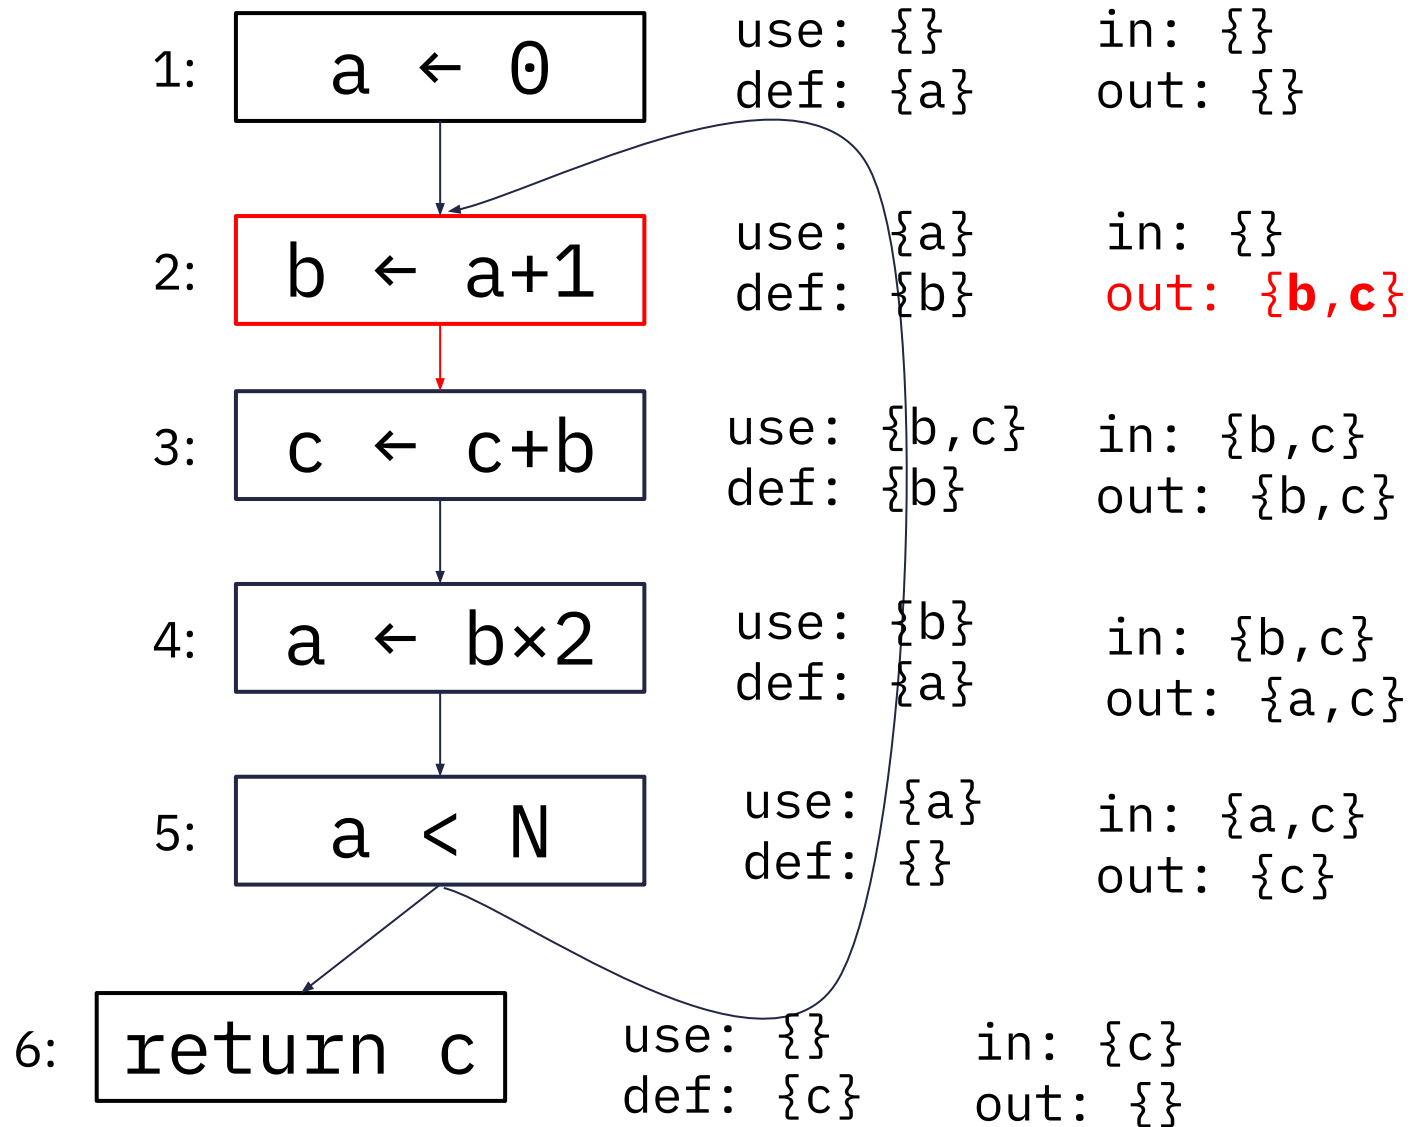 1: a ← 0 use: {} in: {}
def: {a} out: {}
2: b ← a+1 use: {a} in: {}
def: {b} out: {b,c}
3: c ← c+b use: {b,c} in: {b,c}
def: {b} out: {b,c}
4: a ← b×2 use: {b} in: {b,c}
def: {a} out: {a,c}
5: a < N use: {a} in: {a,c}
def: {} out: {c}
6: return c use: {} in: {c}
def: {c} out: {}